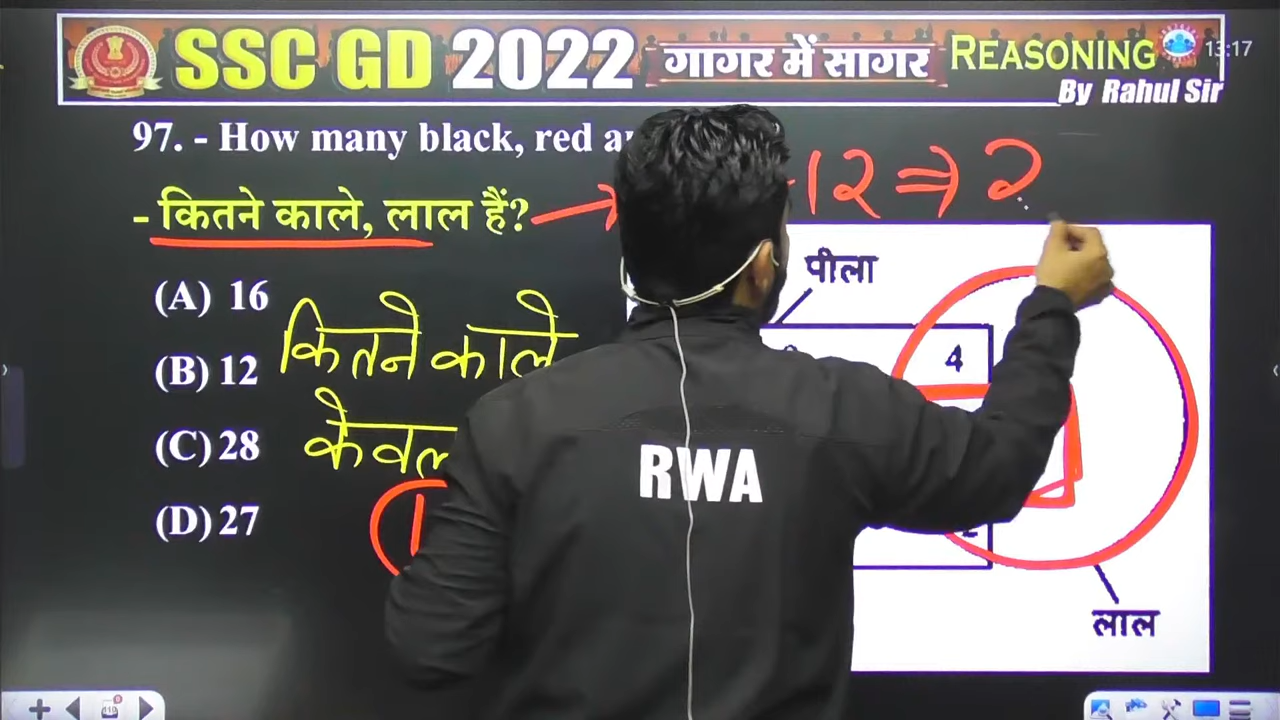 SSC GD 2022 गागर में सागर REASONING
13:17
By Rahul Sir
97. - How many black, red
- कितने काले, लाल हैं?
12 ⇒ 2
(A) 16
पीला
कितने काले
(B) 12
4
केवल
(C) 28
RWA
(D) 27
लाल